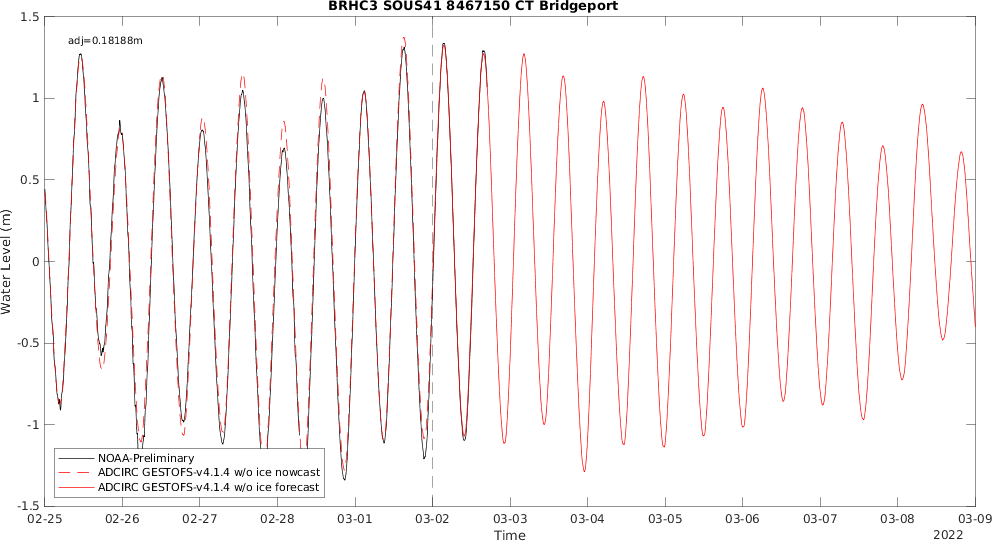 BRHC3 SOUS41 8467150 CT Bridgeport
adj=0.18188m
1.5
1
0.5
0
-0.5
-1
-1.5
Water Level (m)
NOAA-Preliminary
ADCIRC GESTOFS-v4.1.4 w/o ice nowcast
ADCIRC GESTOFS-v4.1.4 w/o ice forecast
02-25 02-26 02-27 02-28 03-01 03-02 03-03 03-04 03-05 03-06 03-07 03-08 03-09
Time
2022